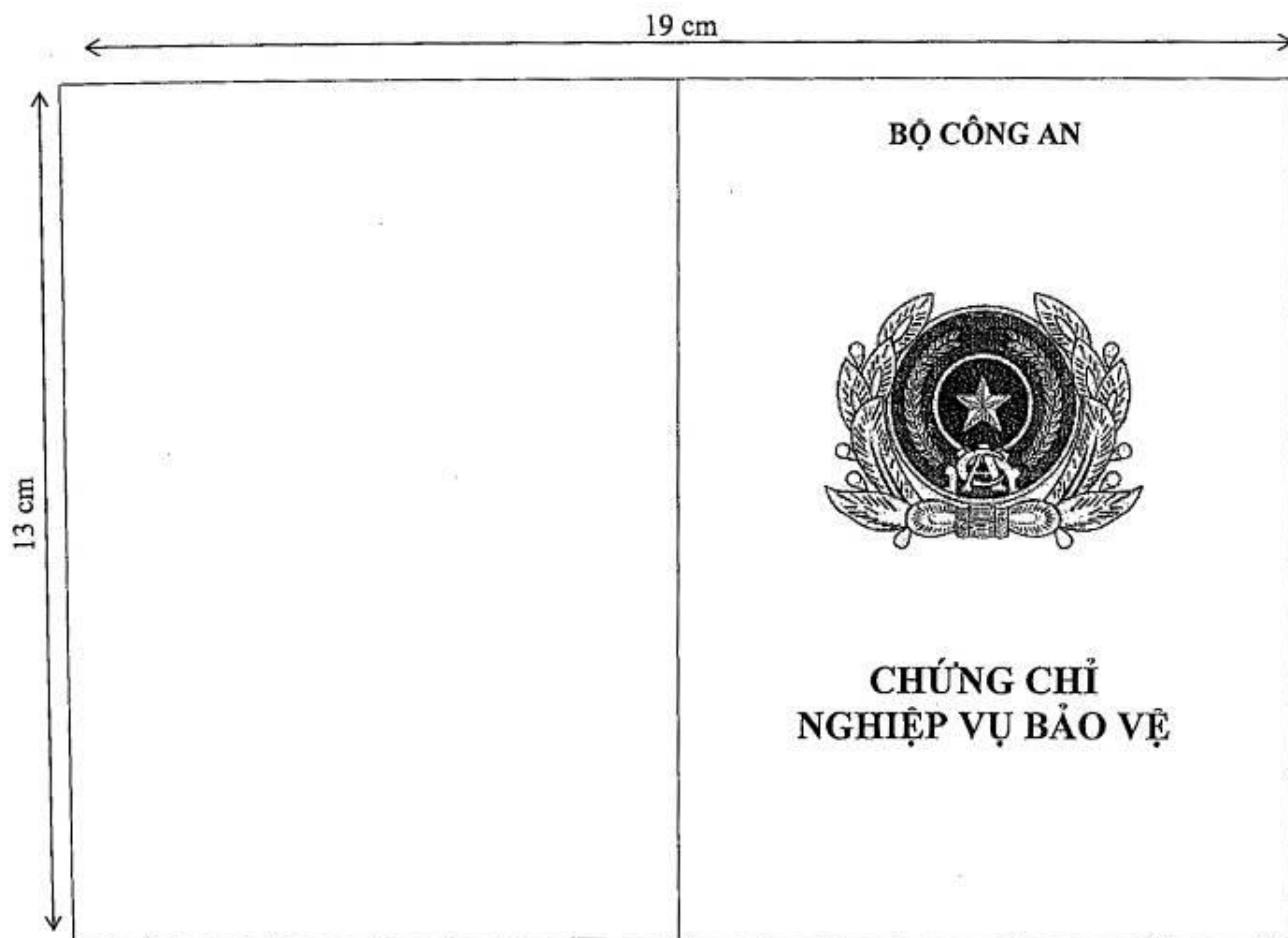 19 cm
BỘ CÔNG AN
13 cm
CHỨNG CHỈ
NGHIỆP VỤ BẢO VỆ